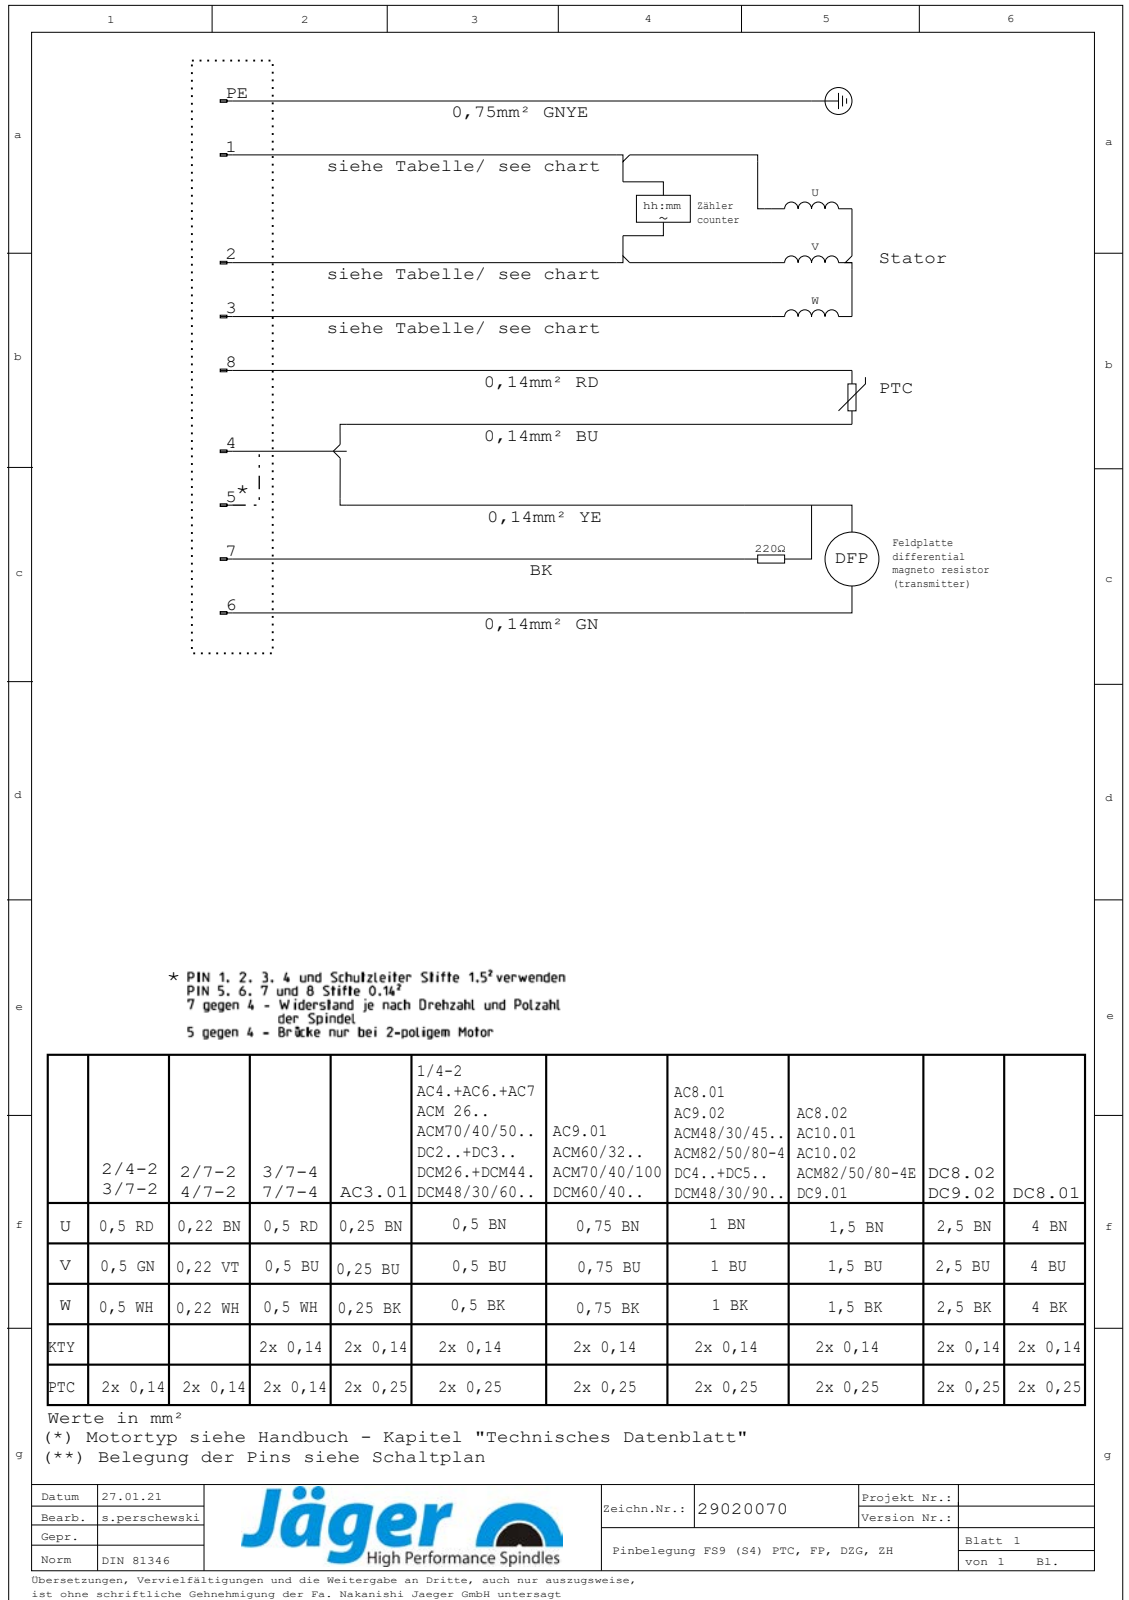 1 2 3 4 5 6
PE
0,75mm² GNYE
a a
1
siehe Tabelle/ see chart
U
hh:mm
~
Zähler
counter
2
siehe Tabelle/ see chart
V
Stator
3
siehe Tabelle/ see chart
W
b b
8
0,14mm² RD
PTC
0,14mm² BU
4
5*
0,14mm² YE
7
BK
220Ω
DFP
Feldplatte
differential
magneto resistor
(transmitter)
c c
6
0,14mm² GN
d d
* PIN 1. 2. 3. 4 und Schutzleiter Stifte 1.5² verwenden
PIN 5. 6. 7 und 8 Stifte 0.14²
7 gegen 4 - Widerstand je nach Drehzahl und Polzahl
der Spindel
5 gegen 4 - Brücke nur bei 2-poligem Motor
e e
2/4-2
3/7-2
2/7-2
4/7-2
3/7-4
7/7-4
AC3.01
1/4-2
AC4.+AC6.+AC7
ACM 26..
ACM70/40/50..
DC2..+DC3..
DCM26.+DCM44.
DCM48/30/60..
AC9.01
ACM60/32..
ACM70/40/100
DCM60/40..
AC8.01
AC9.02
ACM48/30/45..
ACM82/50/80-4
DC4..+DC5..
DCM48/30/90..
AC8.02
AC10.01
AC10.02
ACM82/50/80-4E
DC9.01
DC8.02
DC9.02
DC8.01
f f
U 0,5 RD 0,22 BN 0,5 RD 0,25 BN 0,5 BN 0,75 BN 1 BN 1,5 BN 2,5 BN 4 BN
V 0,5 GN 0,22 VT 0,5 BU 0,25 BU 0,5 BU 0,75 BU 1 BU 1,5 BU 2,5 BU 4 BU
W 0,5 WH 0,22 WH 0,5 WH 0,25 BK 0,5 BK 0,75 BK 1 BK 1,5 BK 2,5 BK 4 BK
KTY 2x 0,14 2x 0,14 2x 0,14 2x 0,14 2x 0,14 2x 0,14 2x 0,14 2x 0,14
PTC 2x 0,14 2x 0,14 2x 0,14 2x 0,25 2x 0,25 2x 0,25 2x 0,25 2x 0,25 2x 0,25 2x 0,25
Werte in mm²
(*) Motortyp siehe Handbuch - Kapitel "Technisches Datenblatt"
(**) Belegung der Pins siehe Schaltplan
g g
Datum 27.01.21
Bearb. s.perschewski
Gepr.
Norm DIN 81346
Jäger
High Performance Spindles
Zeichn.Nr.: 29020070
Projekt Nr.:
Version Nr.:
Pinbelegung FS9 (S4) PTC, FP, DZG, ZH
Blatt 1
von 1 Bl.
Übersetzungen, Vervielfältigungen und die Weitergabe an Dritte, auch nur auszugsweise,
ist ohne schriftliche Gehnehmigung der Fa. Nakanishi Jaeger GmbH untersagt